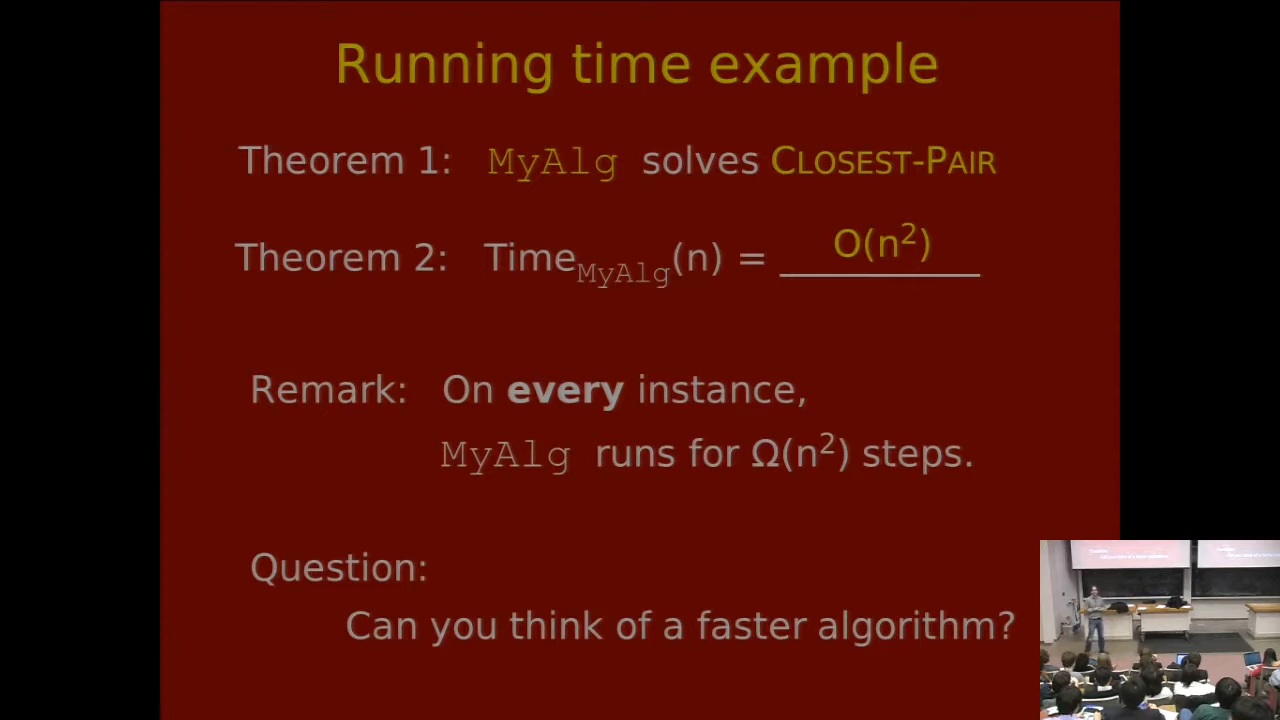 Running time example
Theorem 1: MyAlg solves CLOSEST-PAIR
Theorem 2: Time_MyAlg(n) = O(n²)
Remark: On every instance,
MyAlg runs for Ω(n²) steps.
Question:
Can you think of a faster algorithm?